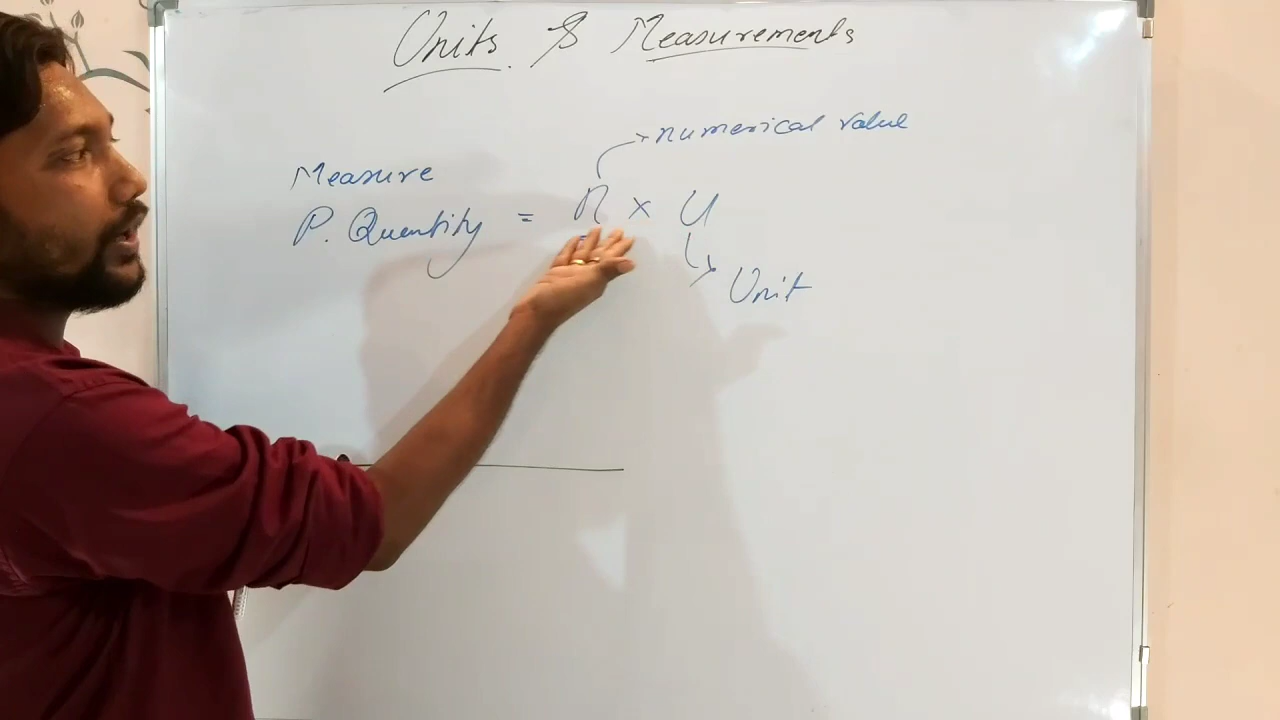 Units & Measurements
→ numerical value
Measure
P. Quantity = n × u
Unit